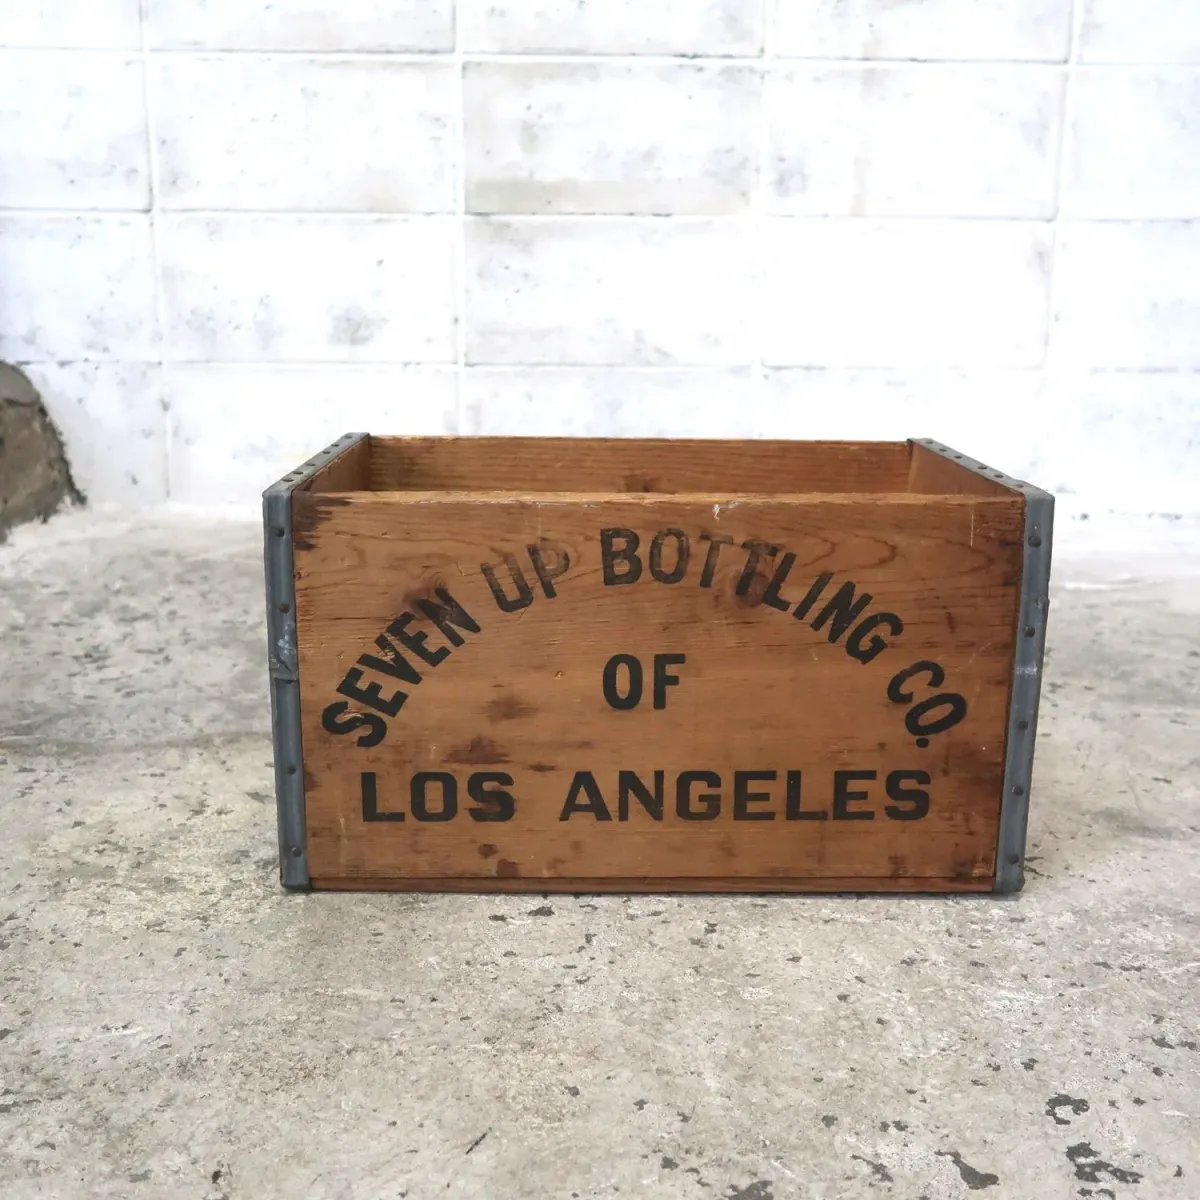 SEVEN UP BOTTLING CO.
OF
LOS ANGELES